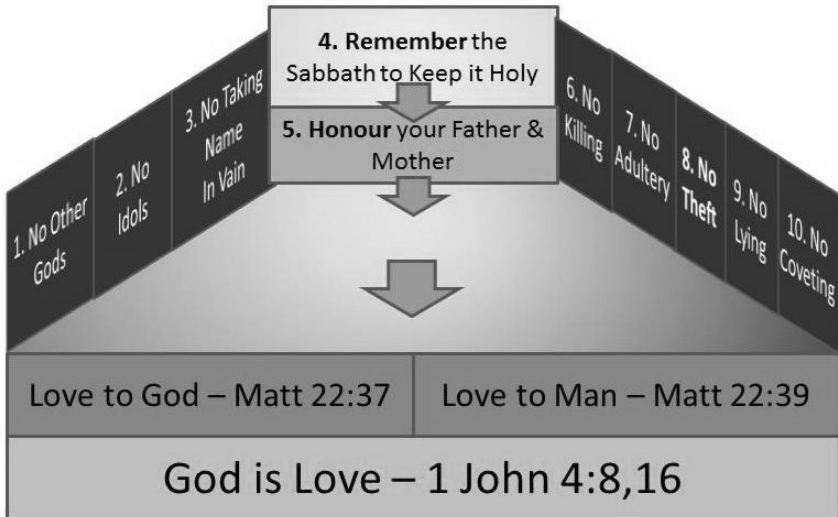 1. No Other
Gods
2. No
Idols
3. No Taking
Name
In Vain
4. Remember the
Sabbath to Keep it Holy
5. Honour your Father &
Mother
6. No
Killing
7. No
Adultery
8. No
Theft
9. No
Lying
10. No
Coveting
Love to God – Matt 22:37
Love to Man – Matt 22:39
God is Love – 1 John 4:8,16